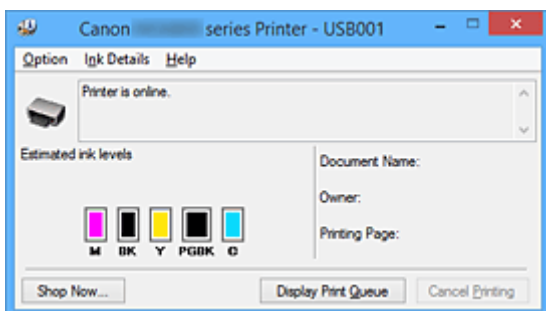 Canon series Printer - USB001
Option Ink Details Help
Printer is online.
Estimated ink levels
Document Name:
Owner:
Printing Page:
M BK Y PGBK C
Shop Now... Display Print Queue Cancel Printing